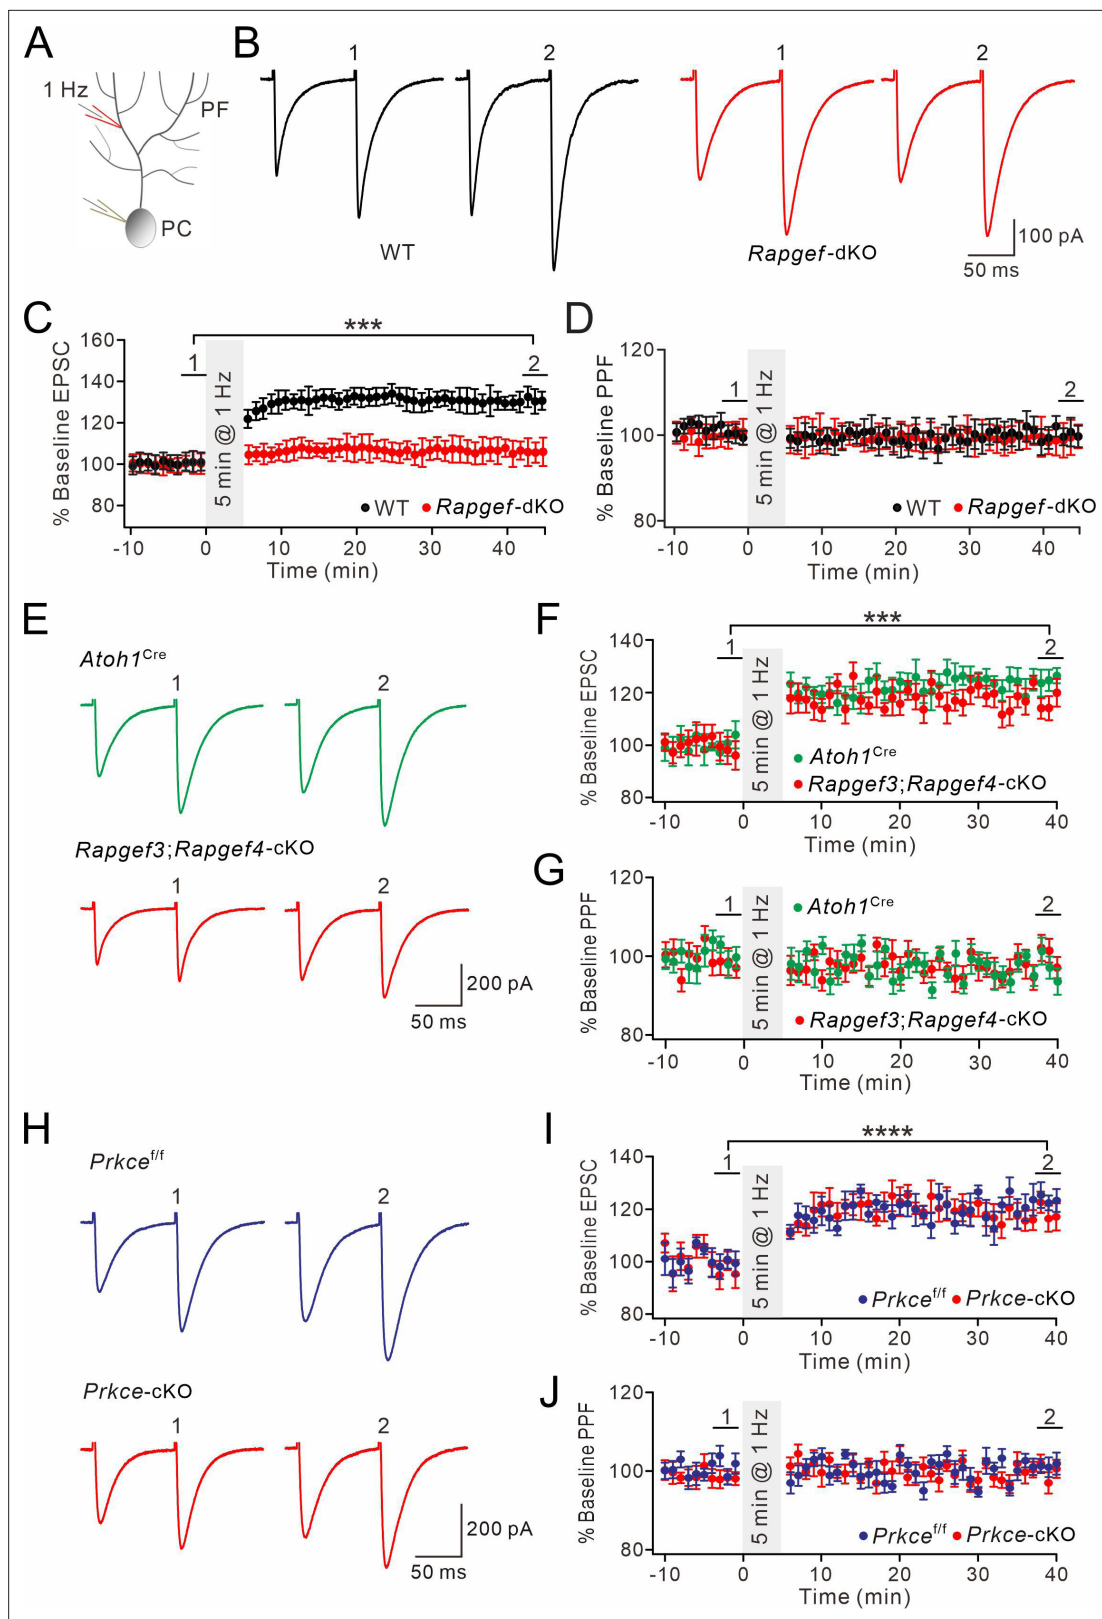 A
1 Hz
PF
PC
B
1
2
1
2
WT
Rapgef-dKO
100 pA
50 ms
C
% Baseline EPSC
160
140
120
100
80
***
1
2
5 min @ 1 Hz
WT Rapgef-dKO
-10 0 10 20 30 40
Time (min)
D
% Baseline PPF
120
100
80
1
2
5 min @ 1 Hz
WT Rapgef-dKO
-10 0 10 20 30 40
Time (min)
E
Atoh1Cre
1
2
Rapgef3;Rapgef4-cKO
1
2
200 pA
50 ms
F
% Baseline EPSC
140
120
100
80
***
1
2
5 min @ 1 Hz
Atoh1Cre
Rapgef3;Rapgef4-cKO
-10 0 10 20 30 40
Time (min)
G
% Baseline PPF
120
100
80
1
2
5 min @ 1 Hz
Atoh1Cre
Rapgef3;Rapgef4-cKO
-10 0 10 20 30 40
Time (min)
H
Prkcef/f
1
2
Prkce-cKO
1
2
200 pA
50 ms
I
% Baseline EPSC
140
120
100
80
****
1
2
5 min @ 1 Hz
Prkcef/f Prkce-cKO
-10 0 10 20 30 40
Time (min)
J
% Baseline PPF
120
100
80
1
2
5 min @ 1 Hz
Prkcef/f Prkce-cKO
-10 0 10 20 30 40
Time (min)